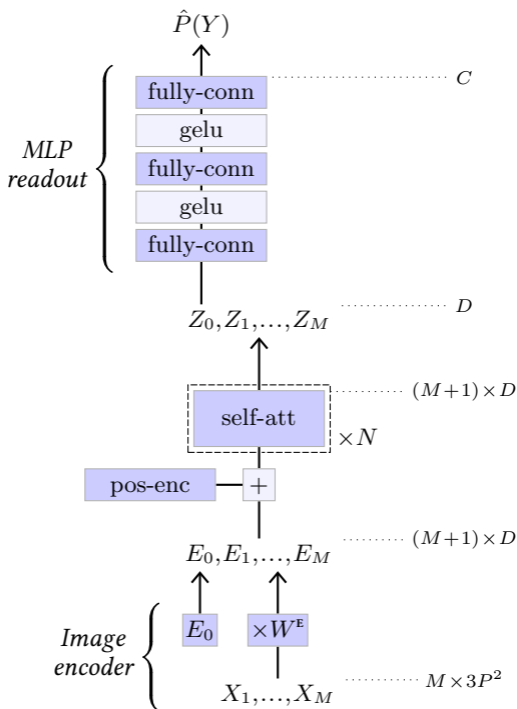 P̂(Y)
fully-conn
C
gelu
MLP
readout
fully-conn
gelu
fully-conn
Z₀,Z₁,...,Z_M
D
self-att
(M+1)×D
×N
pos-enc
+
E₀,E₁,...,E_M
(M+1)×D
Image
encoder
E₀
×Wᴱ
X₁,...,X_M
M×3P²